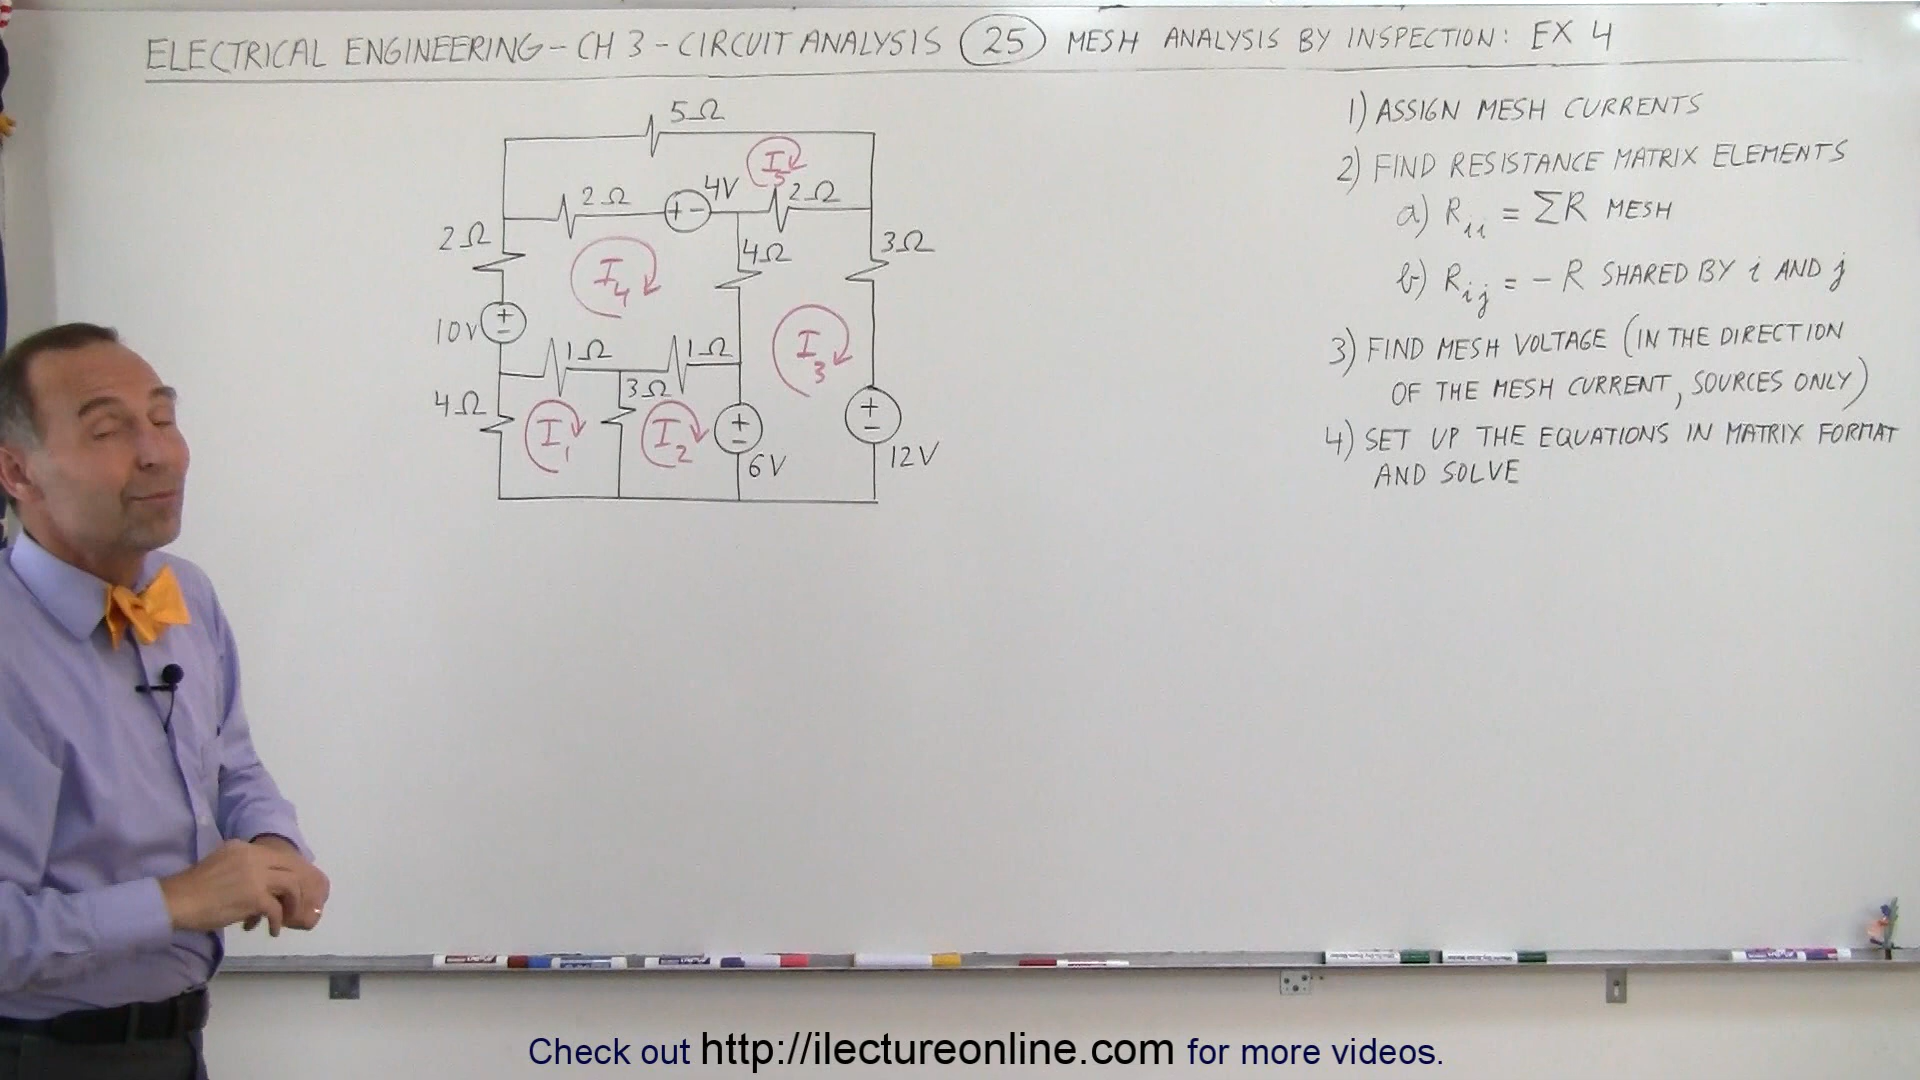 ELECTRICAL ENGINEERING - CH 3 - CIRCUIT ANALYSIS 25 MESH ANALYSIS BY INSPECTION: EX 4
5Ω
I5
2Ω
+ -
4V
2Ω
2Ω
4Ω
3Ω
I4
10V
+
-
1Ω
1Ω
I3
4Ω
3Ω
I1
I2
+
-
6V
+
-
12V
1) ASSIGN MESH CURRENTS
2) FIND RESISTANCE MATRIX ELEMENTS
a) Rii = ΣR MESH
b) Rij = - R SHARED BY i AND j
3) FIND MESH VOLTAGE (IN THE DIRECTION
OF THE MESH CURRENT, SOURCES ONLY)
4) SET UP THE EQUATIONS IN MATRIX FORMAT
AND SOLVE
Check out http://ilectureonline.com for more videos.